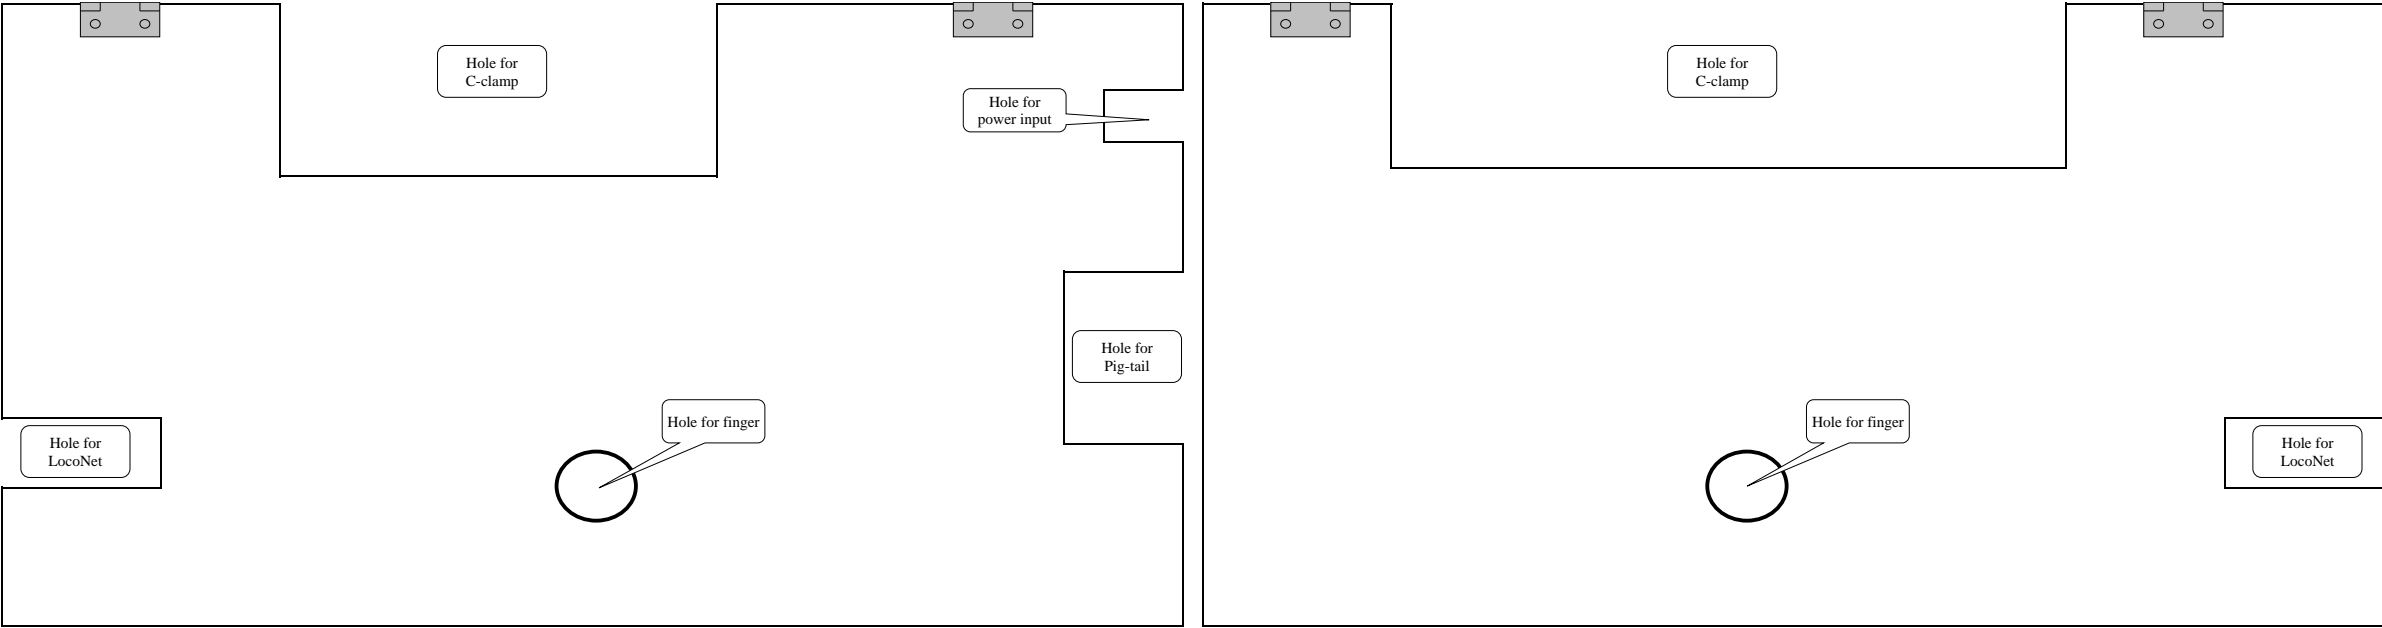 Hole for
C-clamp
Hole for
power input
Hole for
Pig-tail
Hole for finger
Hole for
LocoNet
Hole for
C-clamp
Hole for finger
Hole for
LocoNet